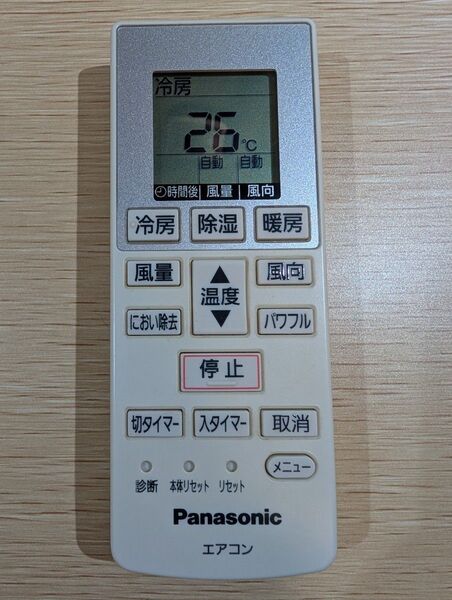 冷房
26℃
自動 自動
時間後 風量 風向
冷房 除湿 暖房
風量 ▲ 風向
温度
におい除去 ▼ パワフル
停止
切タイマー 入タイマー 取消
メニュー
診断 本体リセット リセット
Panasonic
エアコン